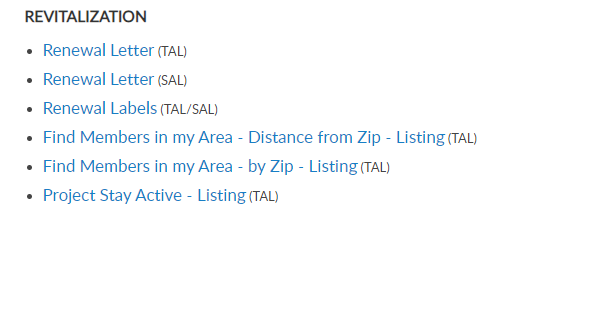 REVITALIZATION
• Renewal Letter (TAL)
• Renewal Letter (SAL)
• Renewal Labels (TAL/SAL)
• Find Members in my Area - Distance from Zip - Listing (TAL)
• Find Members in my Area - by Zip - Listing (TAL)
• Project Stay Active - Listing (TAL)